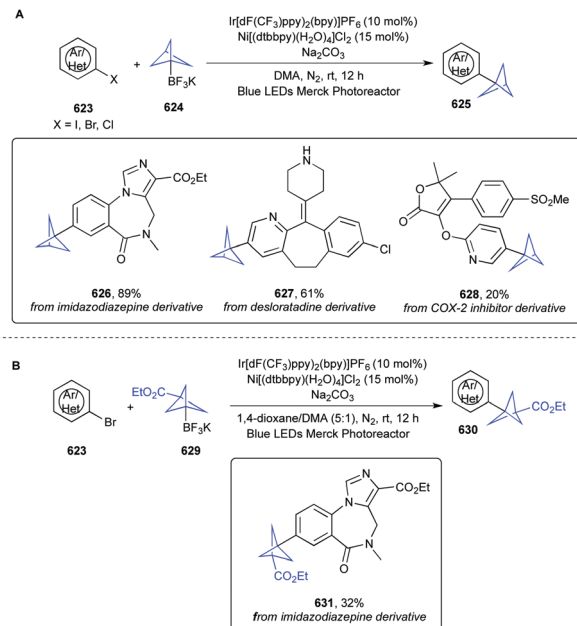 A
Ir[dF(CF3)ppy)2(bpy)]PF6 (10 mol%)
Ni[(dtbbpy)(H2O)4]Cl2 (15 mol%)
Na2CO3
DMA, N2, rt, 12 h
Blue LEDs Merck Photoreactor
Ar/
Het
X
+
BF3K
Ar/
Het
623
624
625
X = I, Br, Cl
N
N
CO2Et
N
CH3
O
626, 89%
from imidazodiazepine derivative
H
N
N
Cl
627, 61%
from desloratadine derivative
O
O
SO2Me
O
N
628, 20%
from COX-2 inhibitor derivative
B
Ir[dF(CF3)ppy)2(bpy)]PF6 (10 mol%)
Ni[(dtbbpy)(H2O)4]Cl2 (15 mol%)
Na2CO3
1,4-dioxane/DMA (5:1), N2, rt, 12 h
Blue LEDs Merck Photoreactor
Ar/
Het
Br
+
EtO2C
BF3K
Ar/
Het
CO2Et
623
629
630
N
N
CO2Et
N
O
CO2Et
631, 32%
from imidazodiazepine derivative